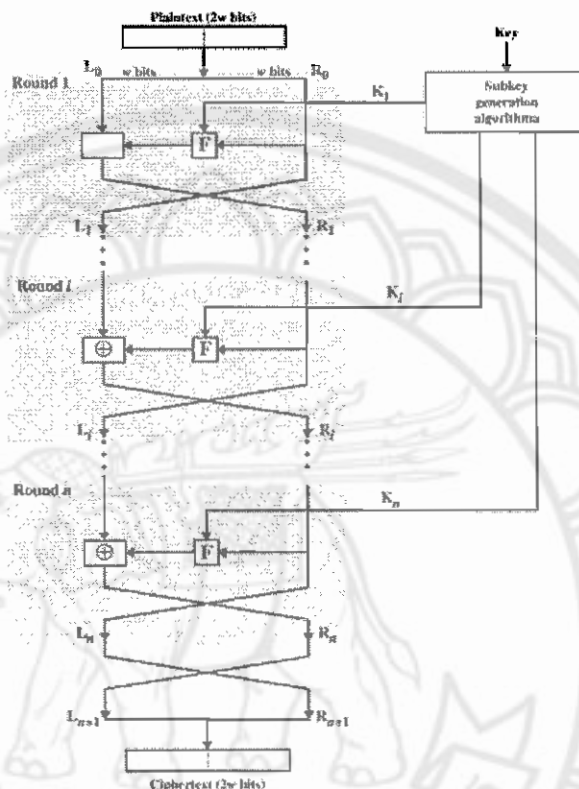 Plaintext (2w bits)
Key
L0 w bits w bits R0
Round 1
K1
Subkey
generation
algorithma
F
L1 R1
Round i
Ki
⊕ F
Li Ri
Round n
Kn
⊕ F
Ln Rn
Ln+1 Rn+1
Ciphertext (2w bits)